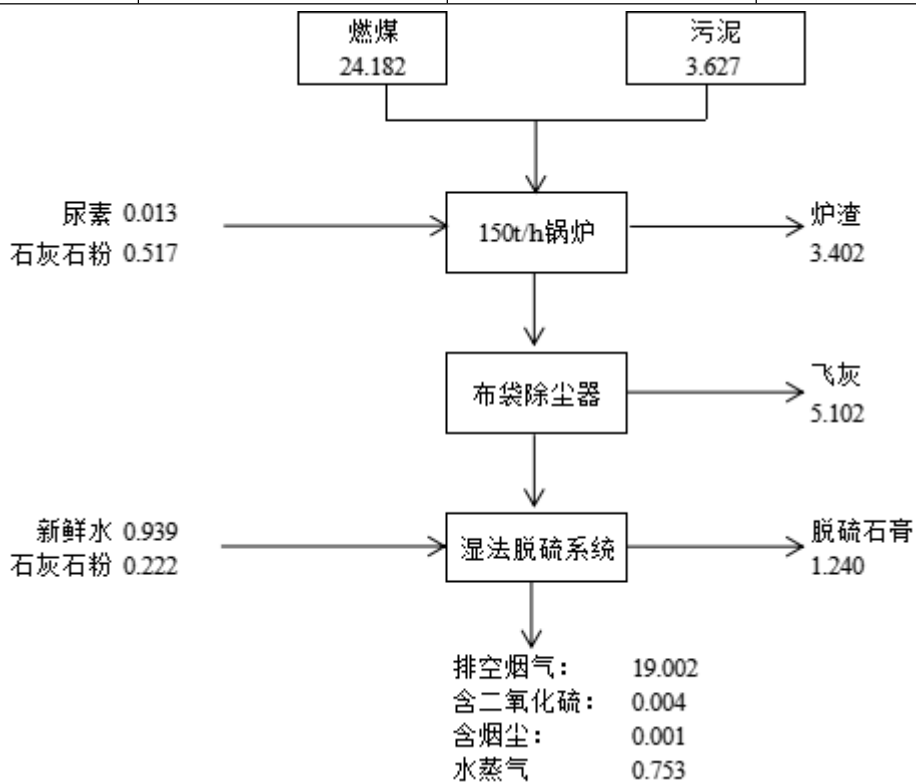 燃煤
24.182
污泥
3.627
尿素 0.013
石灰石粉 0.517
150t/h锅炉
炉渣
3.402
布袋除尘器
飞灰
5.102
新鲜水 0.939
石灰石粉 0.222
湿法脱硫系统
脱硫石膏
1.240
排空烟气： 19.002
含二氧化硫： 0.004
含烟尘： 0.001
水蒸气 0.753